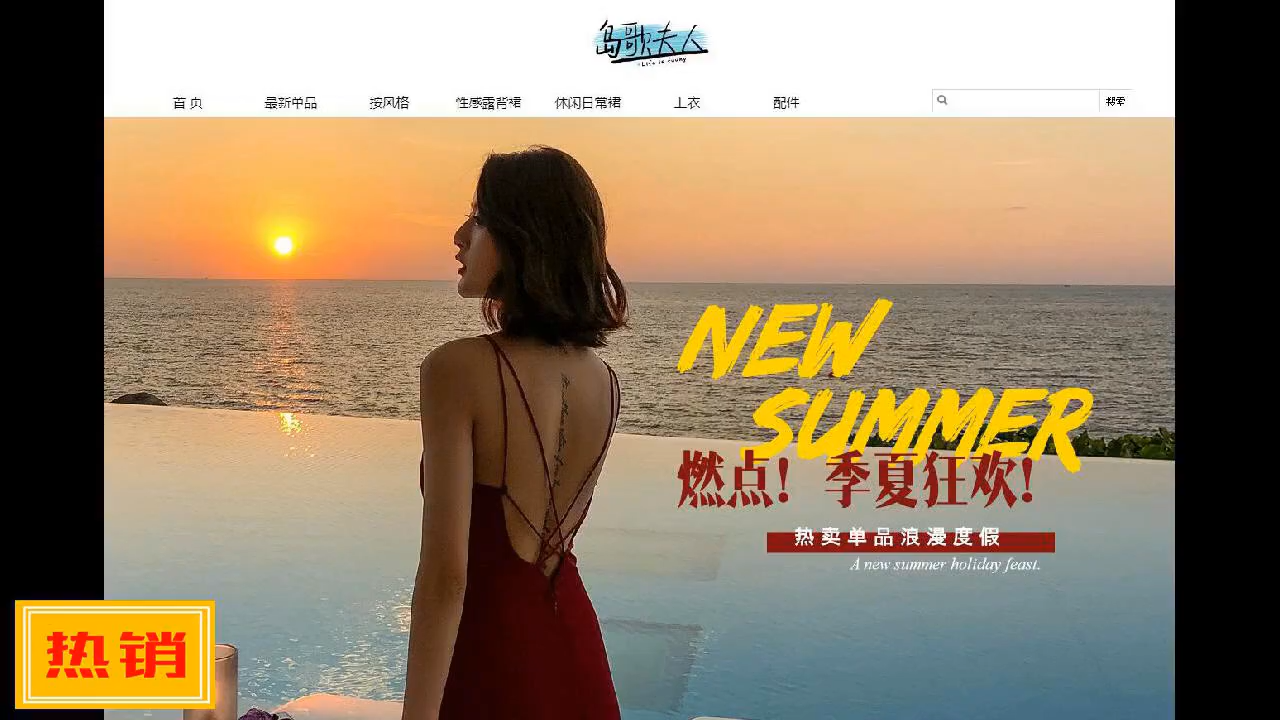 岛歌夫人
首 页 最新单品 按风格 性感露背裙 休闲日常裙 上衣 配件 搜索
NEW
SUMMER
燃点! 季夏狂欢!
热卖单品浪漫度假
A new summer holiday feast.
热销